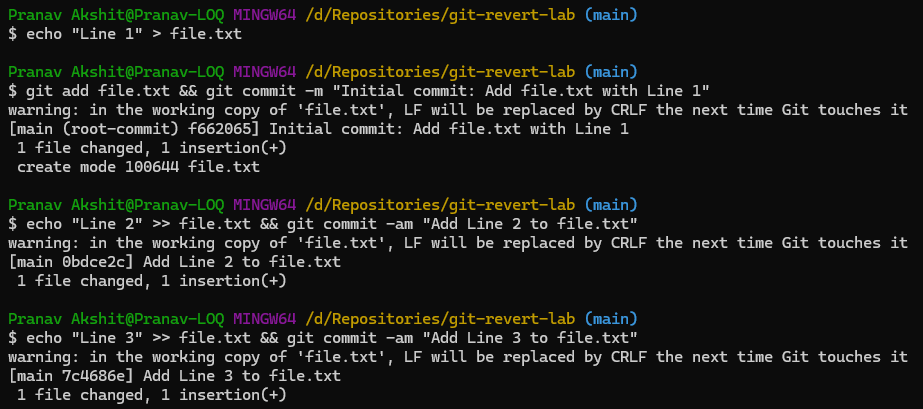 Pranav Akshit@Pranav-LOQ MINGW64 /d/Repositories/git-revert-lab (main)
$ echo "Line 1" > file.txt
Pranav Akshit@Pranav-LOQ MINGW64 /d/Repositories/git-revert-lab (main)
$ git add file.txt && git commit -m "Initial commit: Add file.txt with Line 1"
warning: in the working copy of 'file.txt', LF will be replaced by CRLF the next time Git touches it
[main (root-commit) f662065] Initial commit: Add file.txt with Line 1
1 file changed, 1 insertion(+)
create mode 100644 file.txt
Pranav Akshit@Pranav-LOQ MINGW64 /d/Repositories/git-revert-lab (main)
$ echo "Line 2" >> file.txt && git commit -am "Add Line 2 to file.txt"
warning: in the working copy of 'file.txt', LF will be replaced by CRLF the next time Git touches it
[main 0bdce2c] Add Line 2 to file.txt
1 file changed, 1 insertion(+)
Pranav Akshit@Pranav-LOQ MINGW64 /d/Repositories/git-revert-lab (main)
$ echo "Line 3" >> file.txt && git commit -am "Add Line 3 to file.txt"
warning: in the working copy of 'file.txt', LF will be replaced by CRLF the next time Git touches it
[main 7c4686e] Add Line 3 to file.txt
1 file changed, 1 insertion(+)